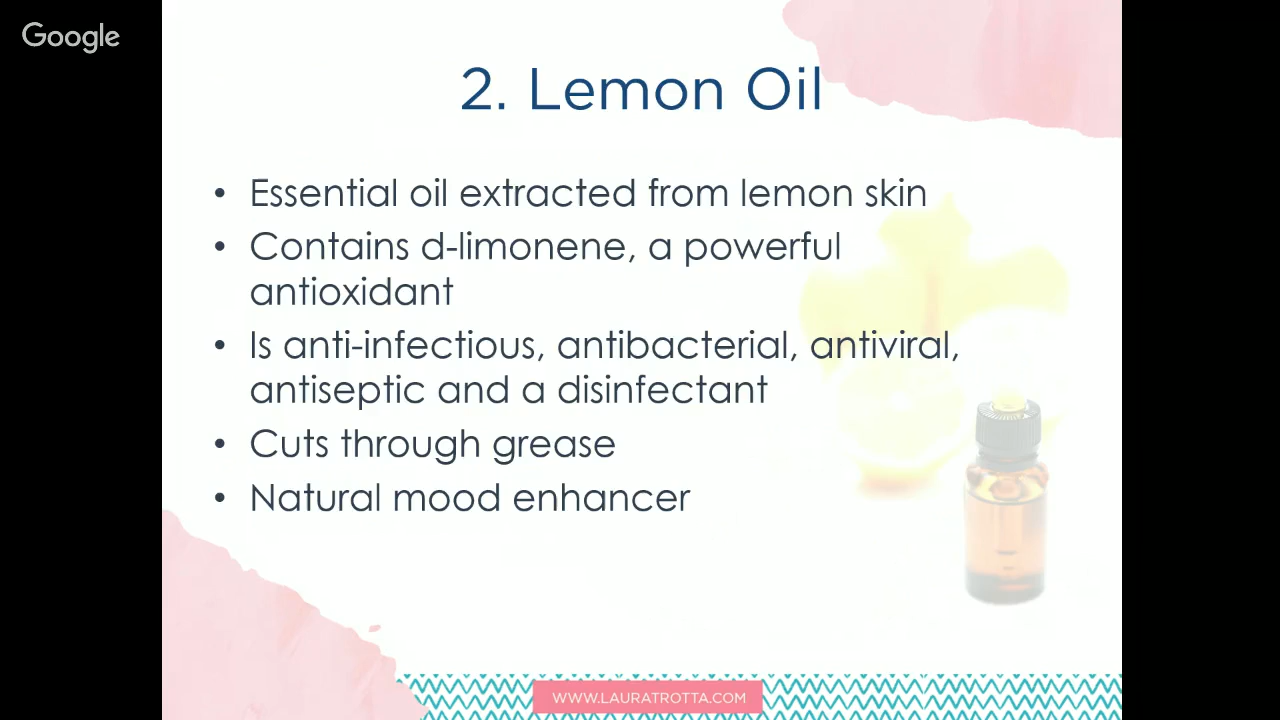 Google
2. Lemon Oil
• Essential oil extracted from lemon skin
• Contains d-limonene, a powerful
antioxidant
• Is anti-infectious, antibacterial, antiviral,
antiseptic and a disinfectant
• Cuts through grease
• Natural mood enhancer
WWW.LAURATROTTA.COM